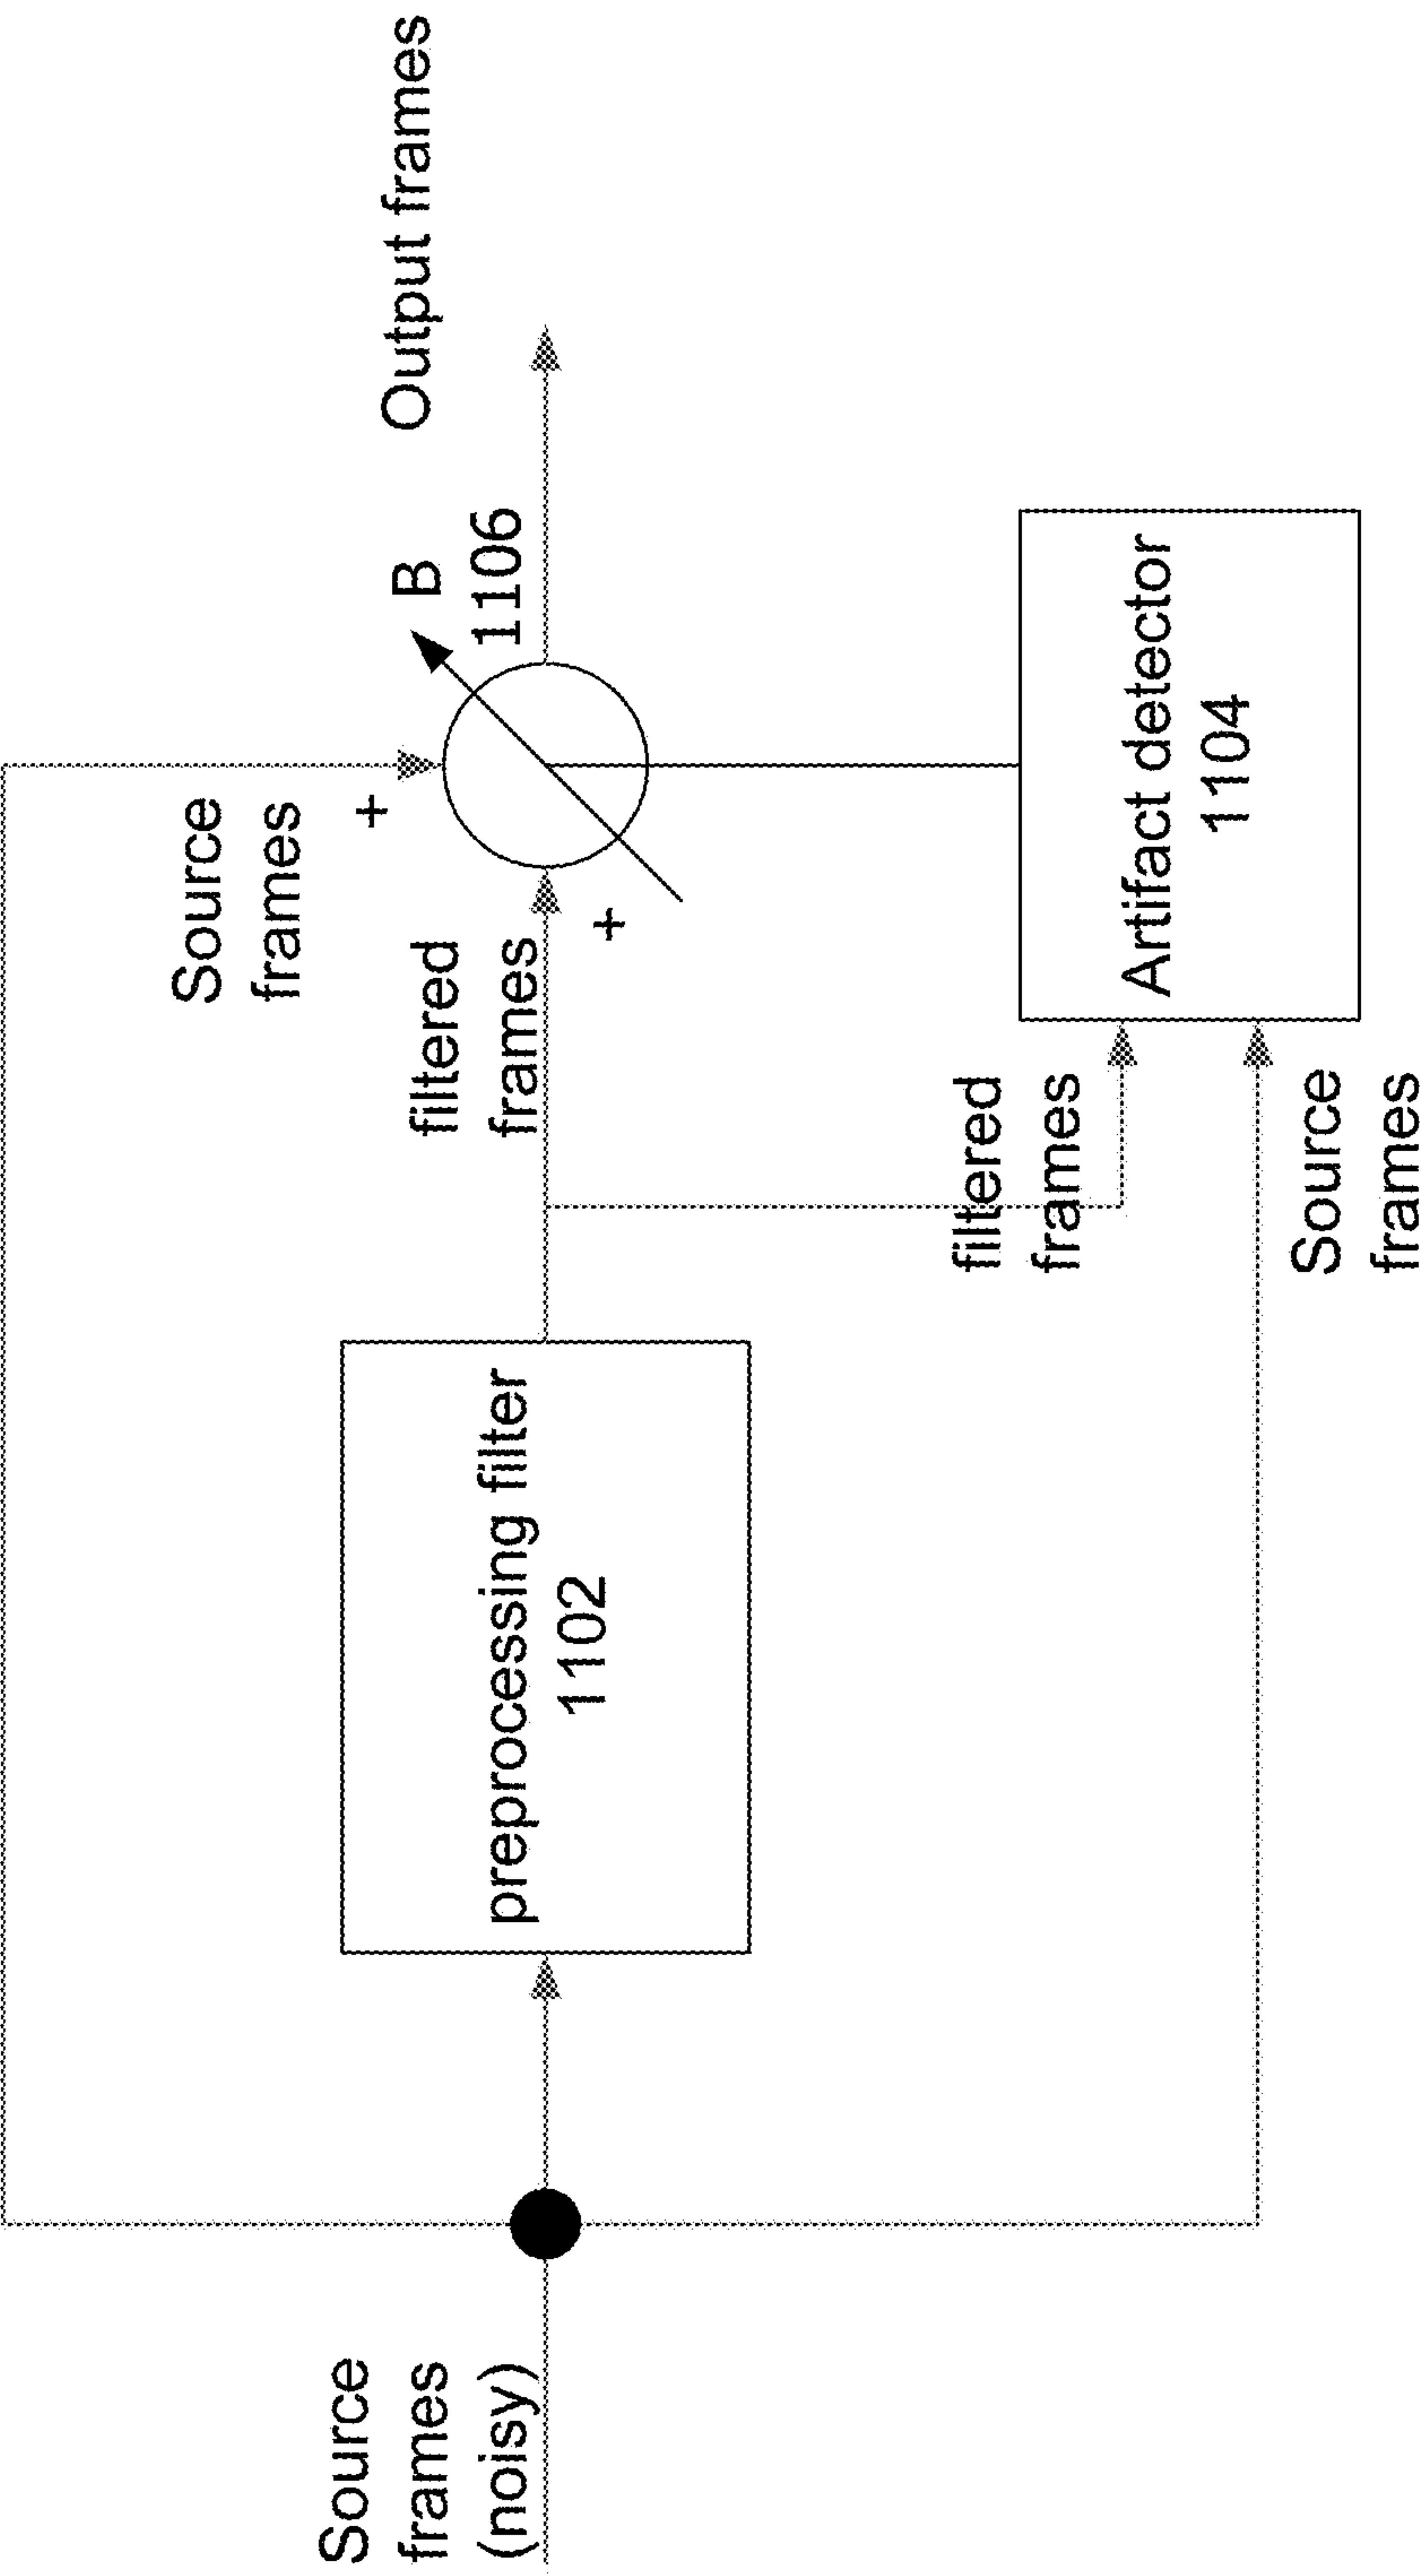 Source
frames
(noisy)
preprocessing filter
1102
Source
frames
+
filtered
frames
+
B
1106
Output frames
filtered
frames
Source
frames
Artifact detector
1104